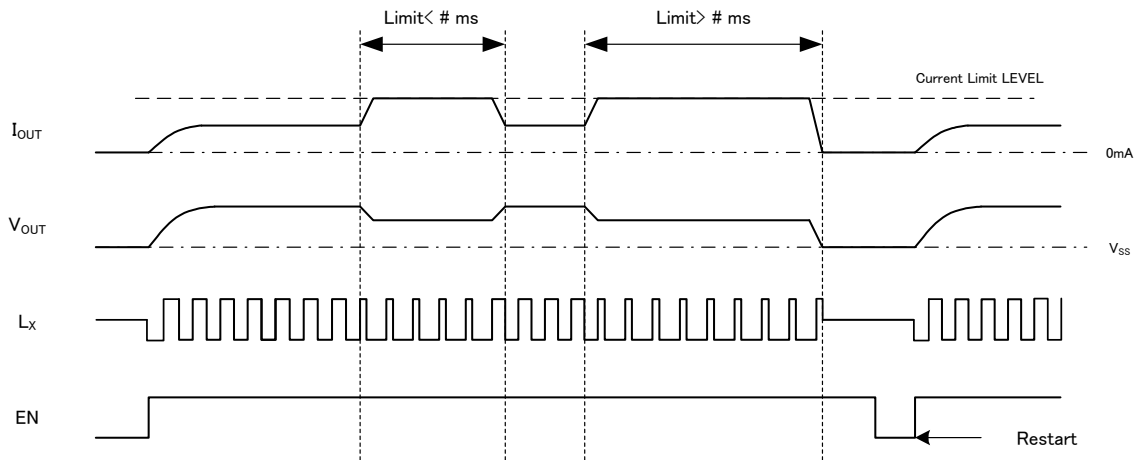 Limit< # ms
Limit> # ms
Current Limit LEVEL
IOUT
0mA
VOUT
VSS
LX
EN
Restart